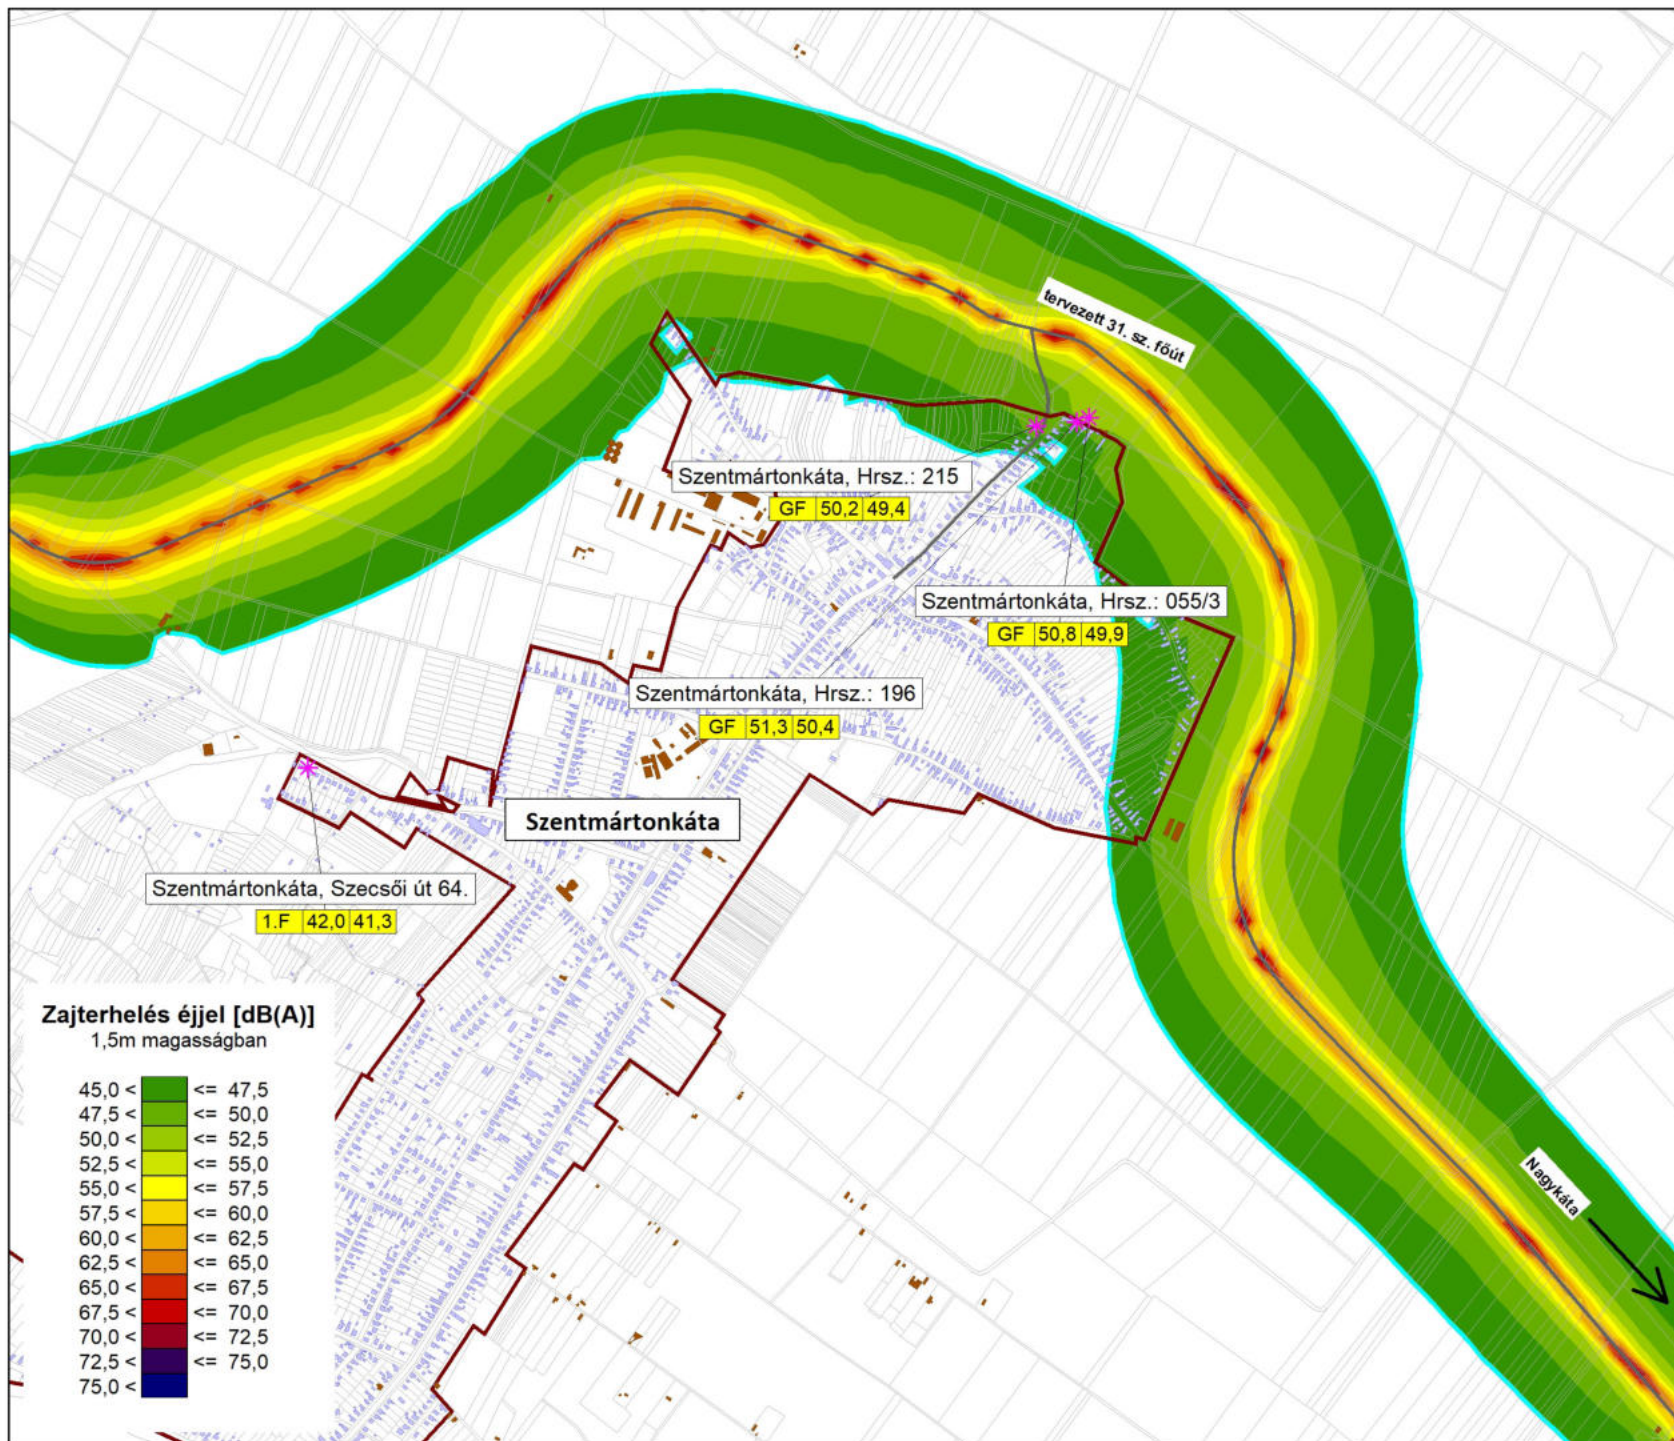 tervezett 31. sz. főút
Szentmártonkáta, Hrsz.: 215
GF 50,2 49,4
Szentmártonkáta, Hrsz.: 055/3
GF 50,8 49,9
Szentmártonkáta, Hrsz.: 196
GF 51,3 50,4
Szentmártonkáta
Szentmártonkáta, Szecsői út 64.
1.F 42,0 41,3
Nagykáta
Zajterhelés éjjel [dB(A)]
1,5m magasságban
45,0 < <= 47,5
47,5 < <= 50,0
50,0 < <= 52,5
52,5 < <= 55,0
55,0 < <= 57,5
57,5 < <= 60,0
60,0 < <= 62,5
62,5 < <= 65,0
65,0 < <= 67,5
67,5 < <= 70,0
70,0 < <= 72,5
72,5 < <= 75,0
75,0 <